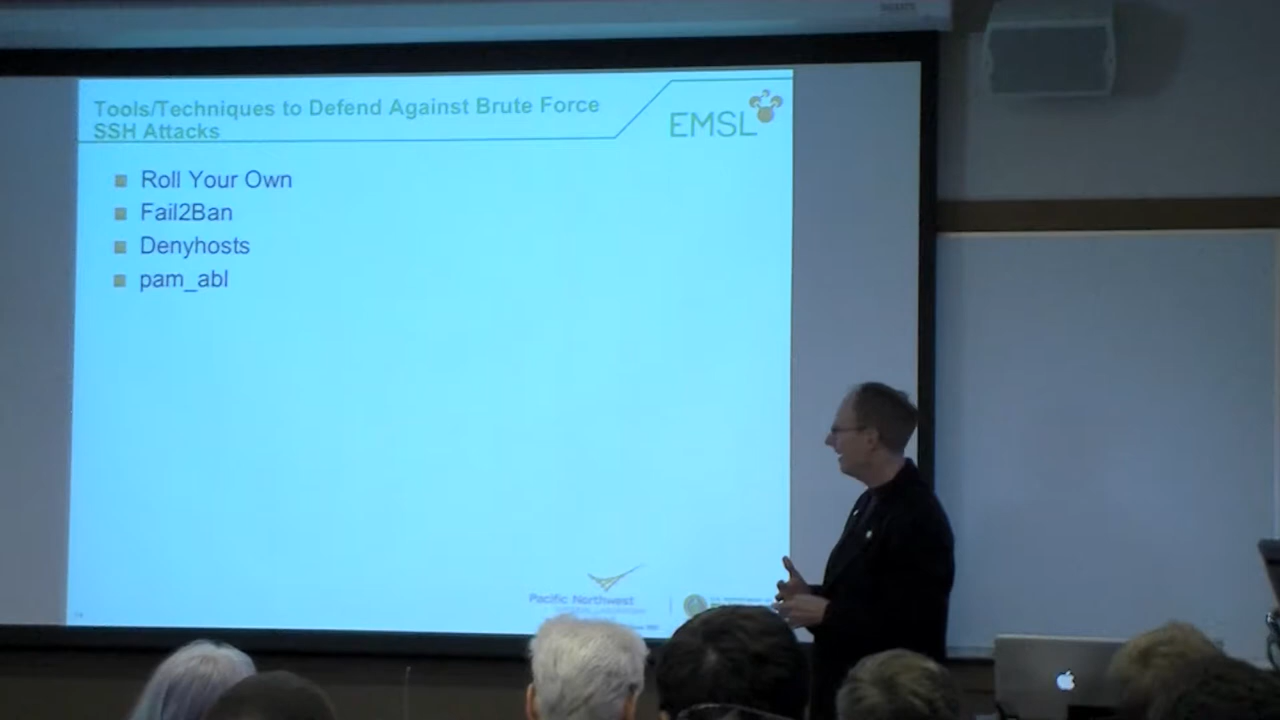 Tools/Techniques to Defend Against Brute Force
SSH Attacks
EMSL
Roll Your Own
Fail2Ban
Denyhosts
pam_abl
Pacific Northwest